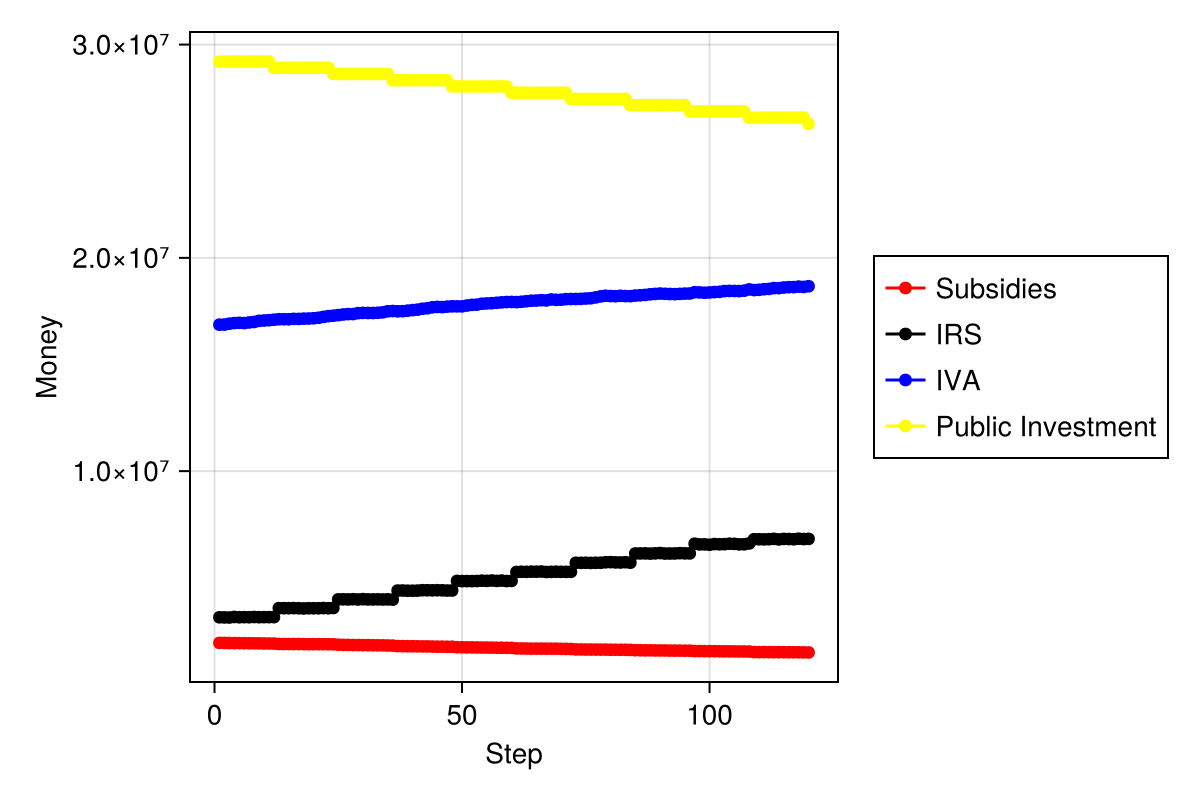 3.0×10⁷
2.0×10⁷
1.0×10⁷
Money
0
50
100
Step
Subsidies
IRS
IVA
Public Investment